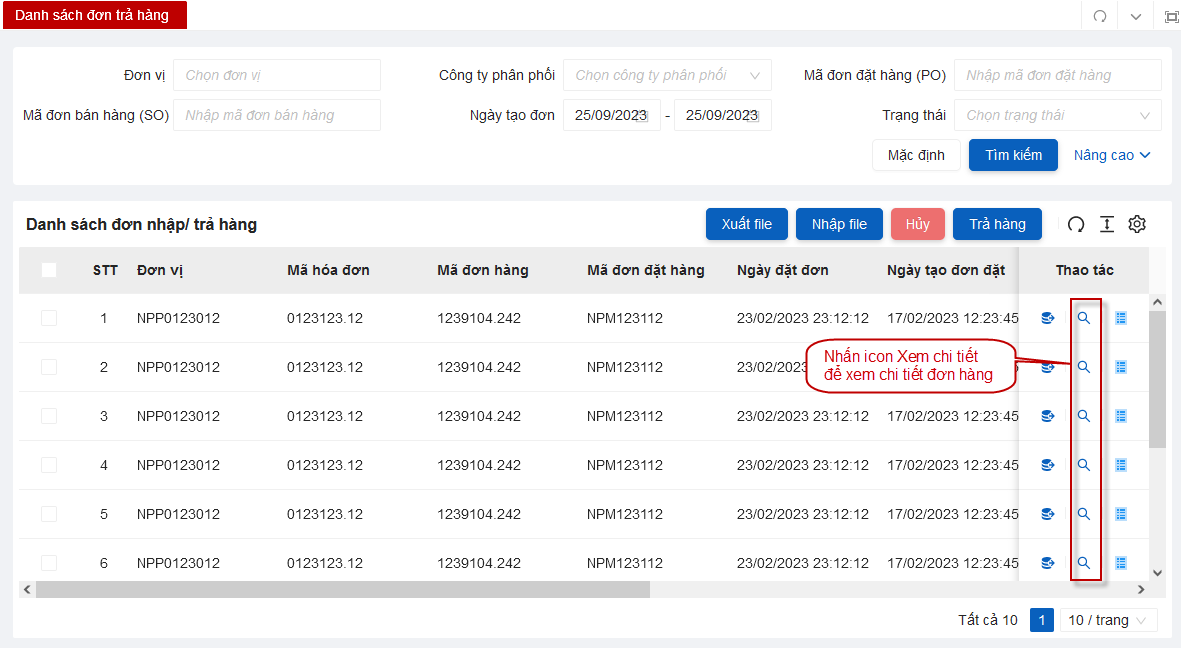 Danh sách đơn trả hàng
Đơn vị Chọn đơn vị Công ty phân phối Chọn công ty phân phối Mã đơn đặt hàng (PO) Nhập mã đơn đặt hàng
Mã đơn bán hàng (SO) Nhập mã đơn bán hàng Ngày tạo đơn 25/09/2023 - 25/09/2023 Trạng thái Chọn trạng thái
Mặc định Tìm kiếm Nâng cao
Danh sách đơn nhập/ trả hàng Xuất file Nhập file Hủy Trả hàng
STT Đơn vị Mã hóa đơn Mã đơn hàng Mã đơn đặt hàng Ngày đặt đơn Ngày tạo đơn đặt Thao tác
1 NPP0123012 0123123.12 1239104.242 NPM123112 23/02/2023 23:12:12 17/02/2023 12:23:45
Nhấn icon Xem chi tiết
để xem chi tiết đơn hàng
2 NPP0123012 0123123.12 1239104.242 NPM123112 23/02/2023
3 NPP0123012 0123123.12 1239104.242 NPM123112 23/02/2023 23:12:12 17/02/2023 12:23:45
4 NPP0123012 0123123.12 1239104.242 NPM123112 23/02/2023 23:12:12 17/02/2023 12:23:45
5 NPP0123012 0123123.12 1239104.242 NPM123112 23/02/2023 23:12:12 17/02/2023 12:23:45
6 NPP0123012 0123123.12 1239104.242 NPM123112 23/02/2023 23:12:12 17/02/2023 12:23:45
Tất cả 10 1 10 / trang